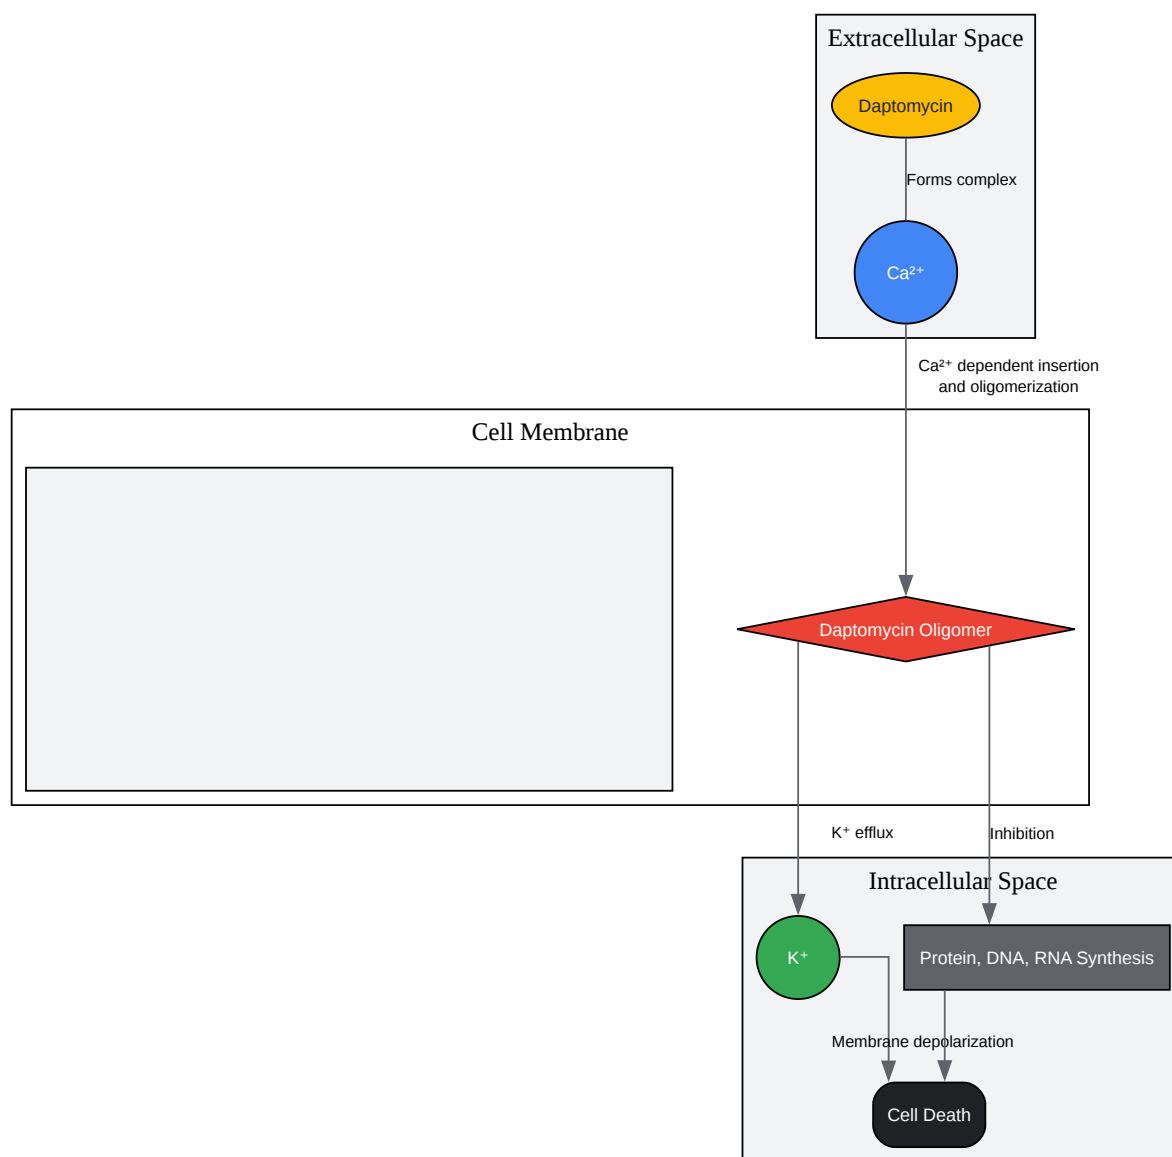 Extracellular Space
Daptomycin
Forms complex
Ca²⁺
Ca²⁺ dependent insertion
and oligomerization
Cell Membrane
Daptomycin Oligomer
K⁺ efflux
Inhibition
Intracellular Space
K⁺
Protein, DNA, RNA Synthesis
Membrane depolarization
Cell Death